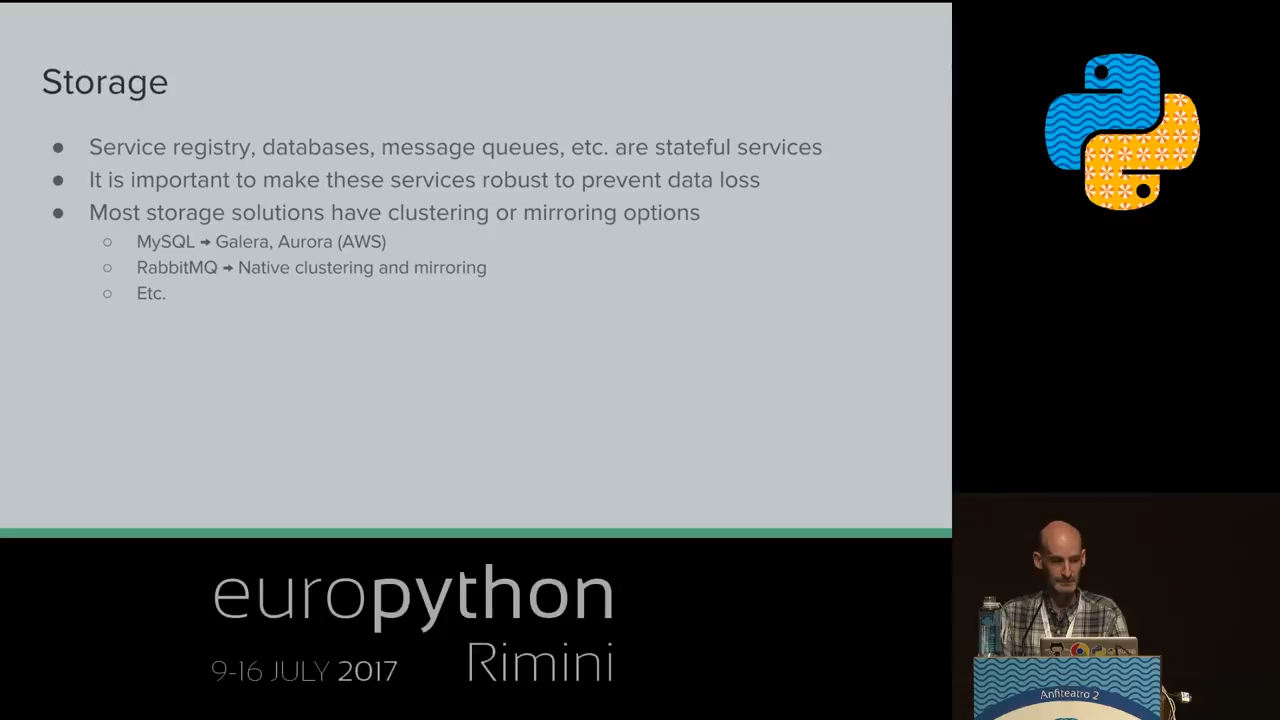 Storage
● Service registry, databases, message queues, etc. are stateful services
● It is important to make these services robust to prevent data loss
● Most storage solutions have clustering or mirroring options
○ MySQL → Galera, Aurora (AWS)
○ RabbitMQ → Native clustering and mirroring
○ Etc.
europython
9-16 JULY 2017 Rimini
Anfiteatro 2